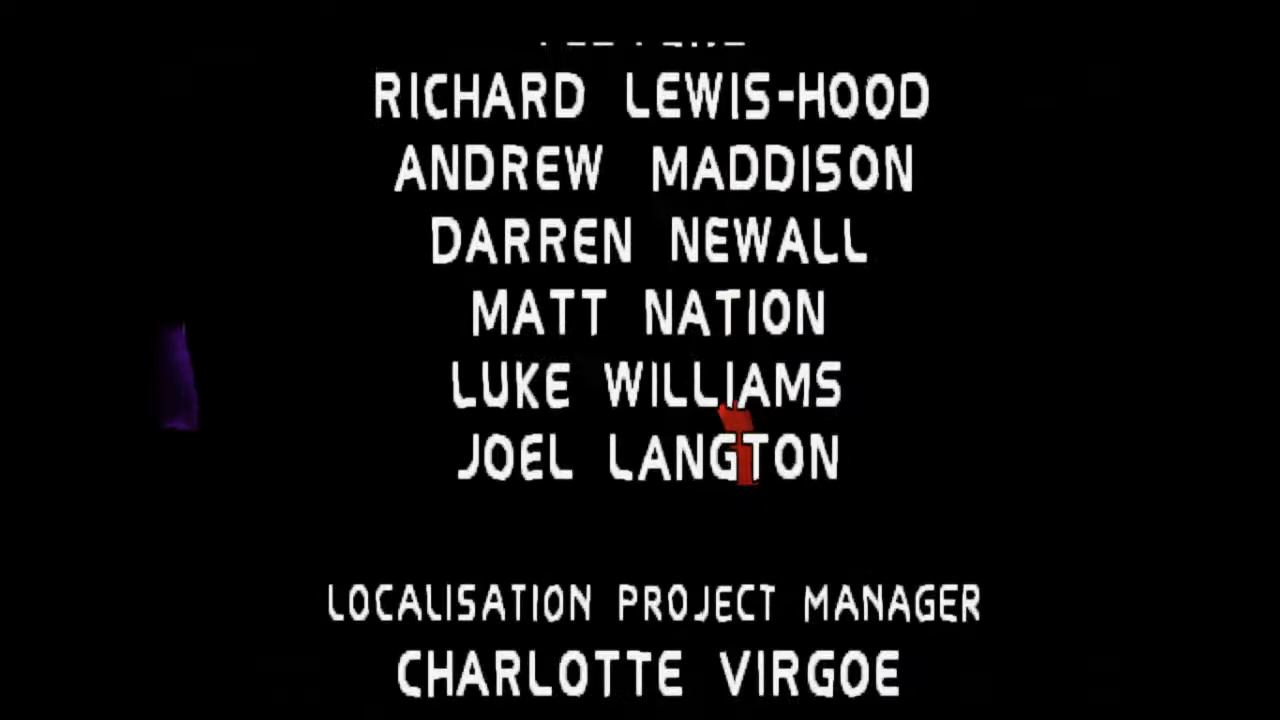 RICHARD LEWIS-HOOD
ANDREW MADDISON
DARREN NEWALL
MATT NATION
LUKE WILLIAMS
JOEL LANGTON
LOCALISATION PROJECT MANAGER
CHARLOTTE VIRGOE